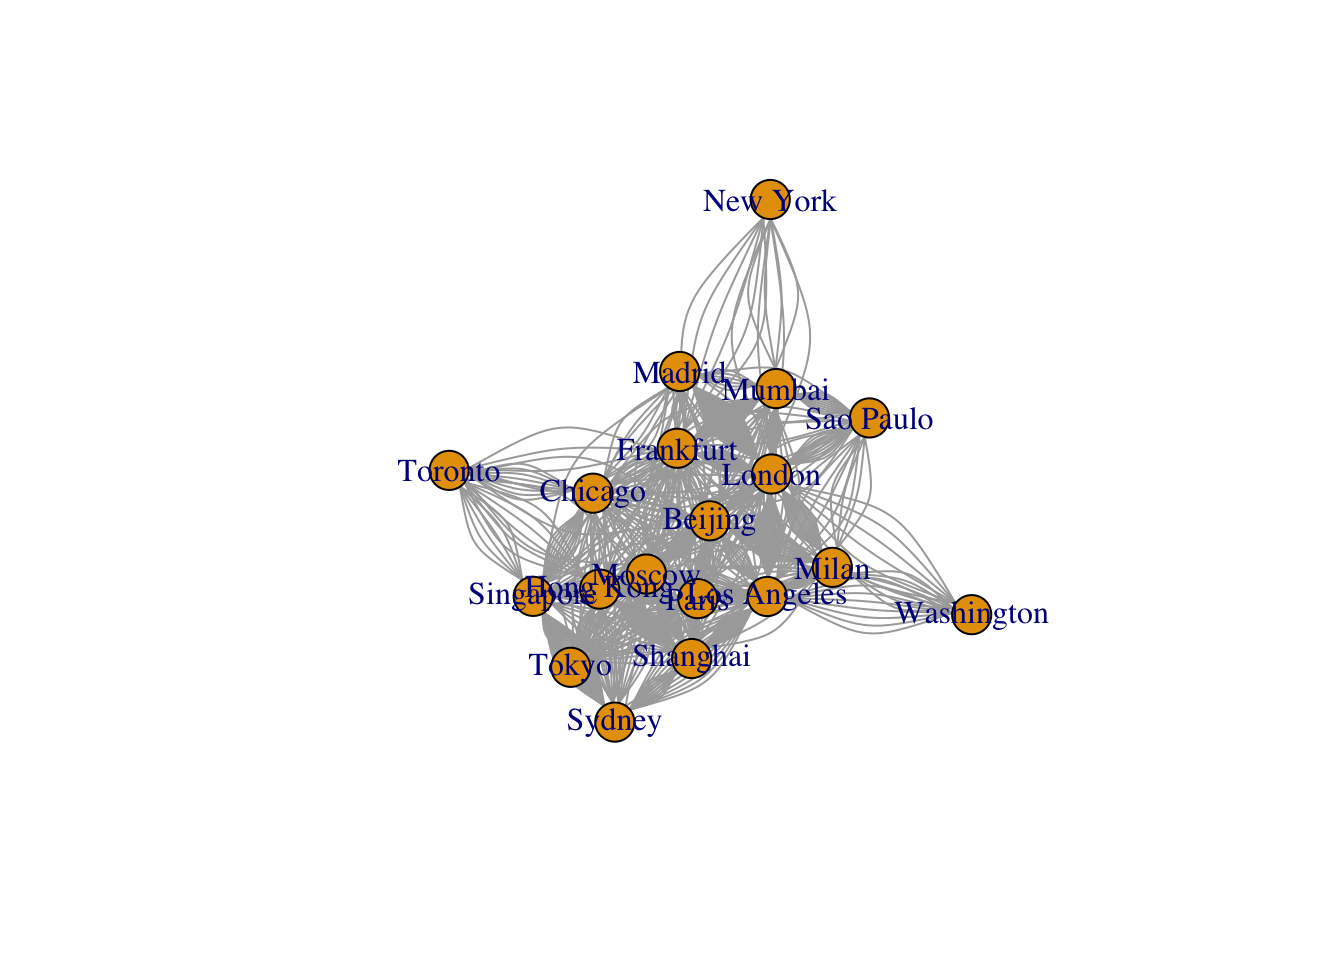 New York
Madrid
Mumbai
Sao Paulo
Frankfurt
London
Toronto
Chicago
Beijing
Moscow
Milan
Singapore
Hong Kong
Paris
Los Angeles
Washington
Tokyo
Shanghai
Sydney